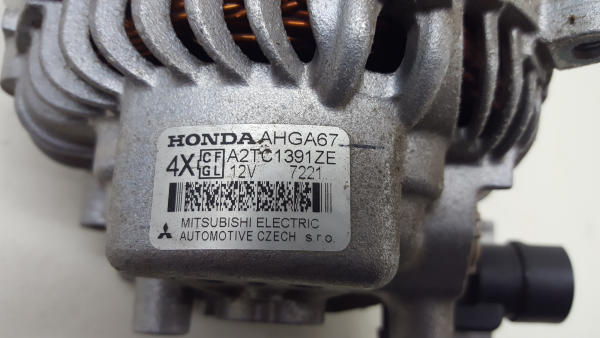 HONDA AHGA67
4X CF GL A2TC1391ZE
12V 7221
MITSUBISHI ELECTRIC
AUTOMOTIVE CZECH s.r.o.